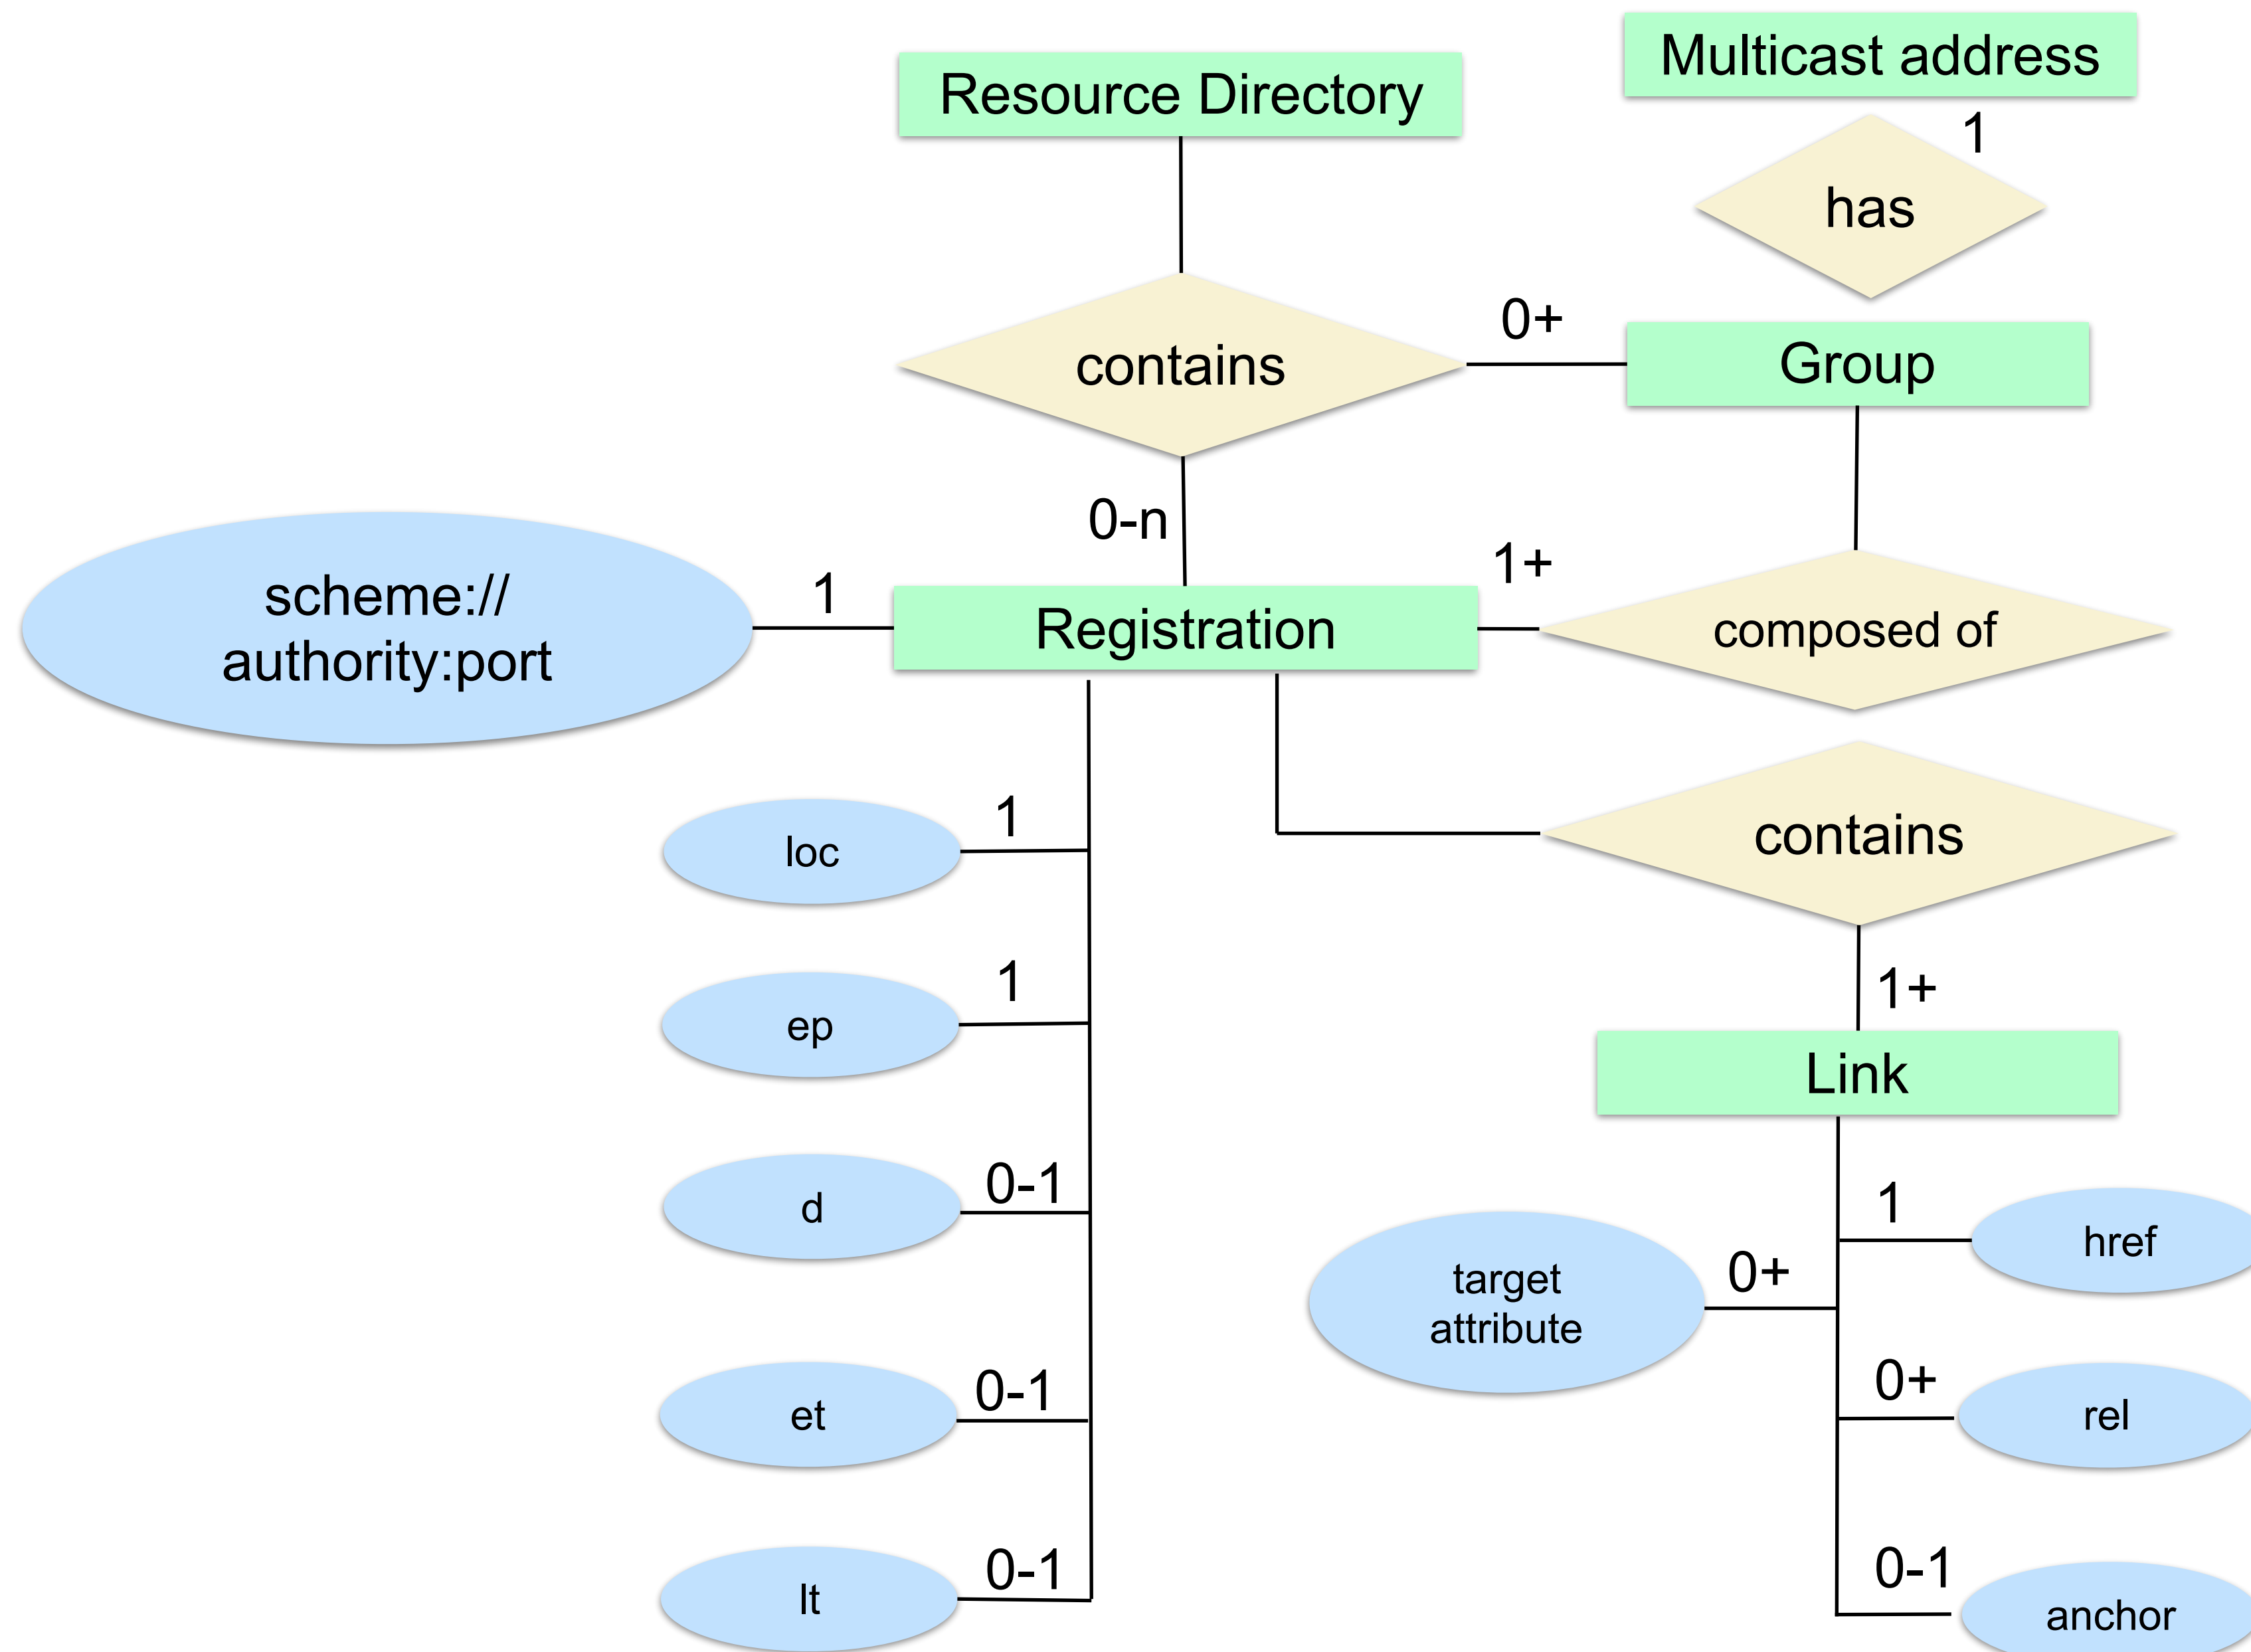 Multicast address
Resource Directory
1
has
0+
contains
Group
0-n
1+
1
scheme://
authority:port
Registration
composed of
1
loc
contains
1
ep
1+
Link
0-1
d
1
href
0+
target
attribute
0-1
et
0+
rel
0-1
lt
0-1
anchor